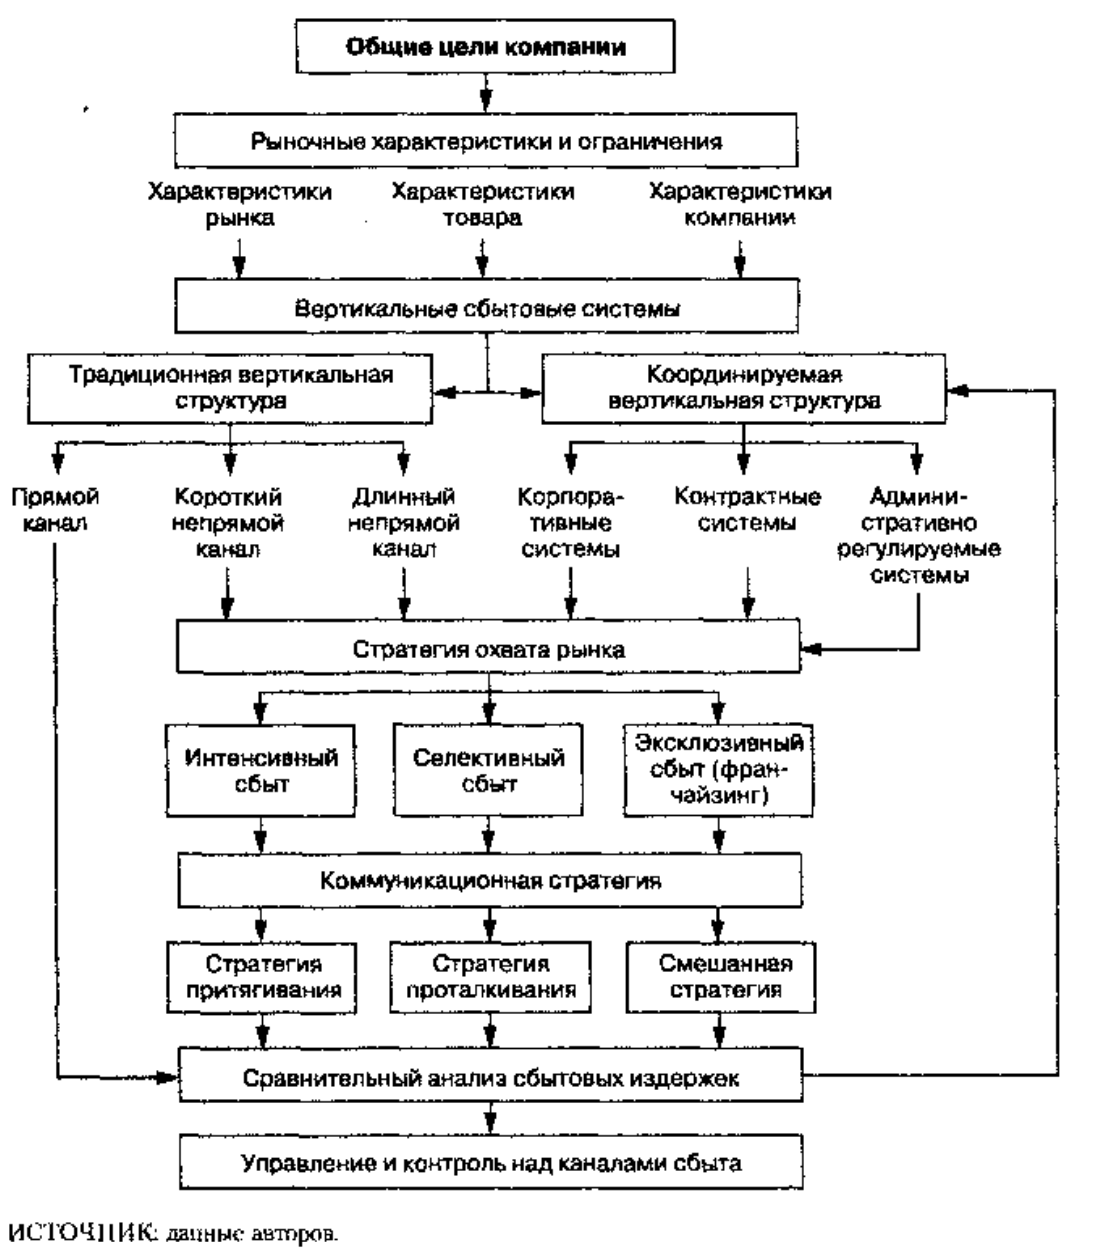 Общие цели компании
Рыночные характеристики и ограничения
Характеристики
рынка
Характеристики
товара
Характеристики
компании
Вертикальные сбытовые системы
Традиционная вертикальная
структура
Координируемая
вертикальная структура
Прямой
канал
Короткий
непрямой
канал
Длинный
непрямой
канал
Корпора-
тивные
системы
Контрактные
системы
Админи-
стративно
регулируемые
системы
Стратегия охвата рынка
Интенсивный
сбыт
Селективный
сбыт
Эксклюзивный
сбыт (фран-
чайзинг)
Коммуникационная стратегия
Стратегия
притягивания
Стратегия
проталкивания
Смешанная
стратегия
Сравнительный анализ сбытовых издержек
Управление и контроль над каналами сбыта
ИСТОЧНИК: данные авторов.